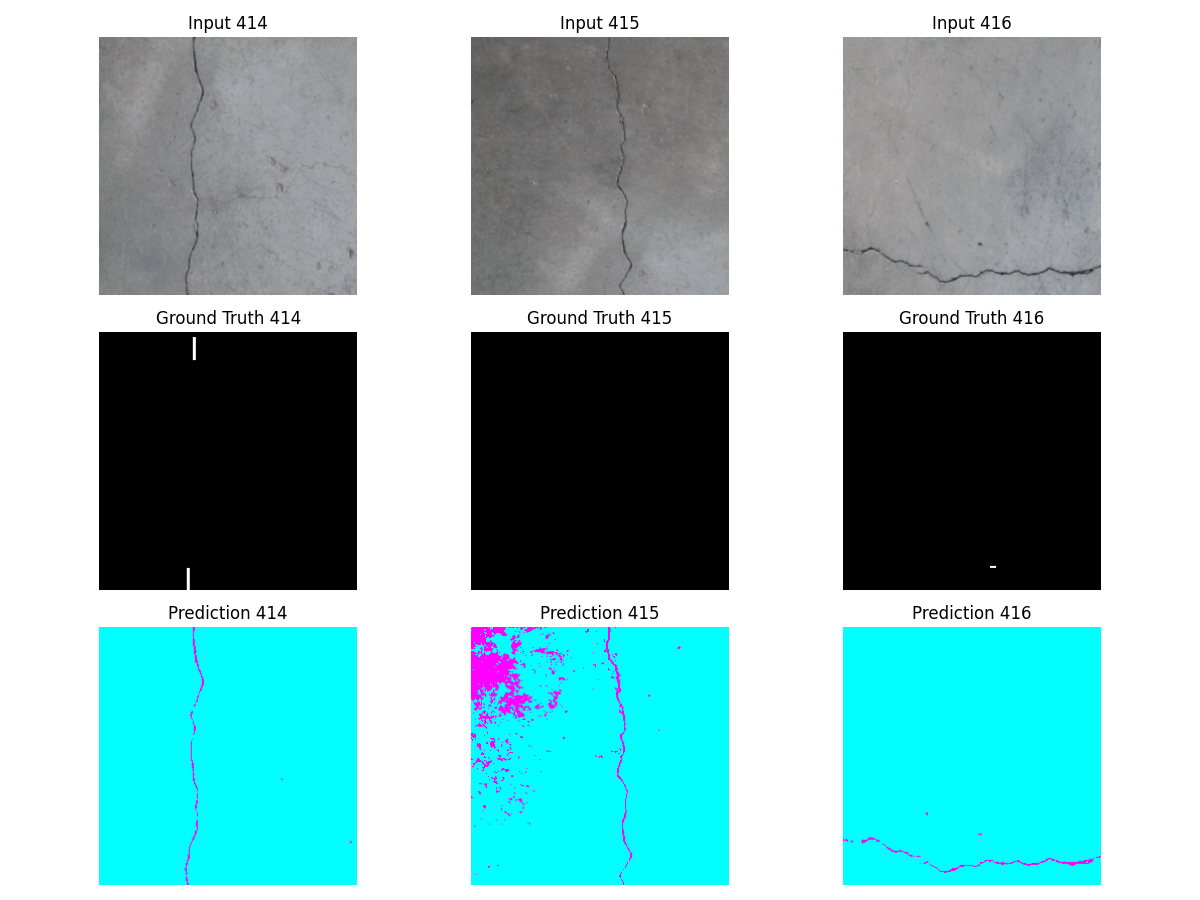 Input 414
Input 415
Input 416
Ground Truth 414
Ground Truth 415
Ground Truth 416
Prediction 414
Prediction 415
Prediction 416